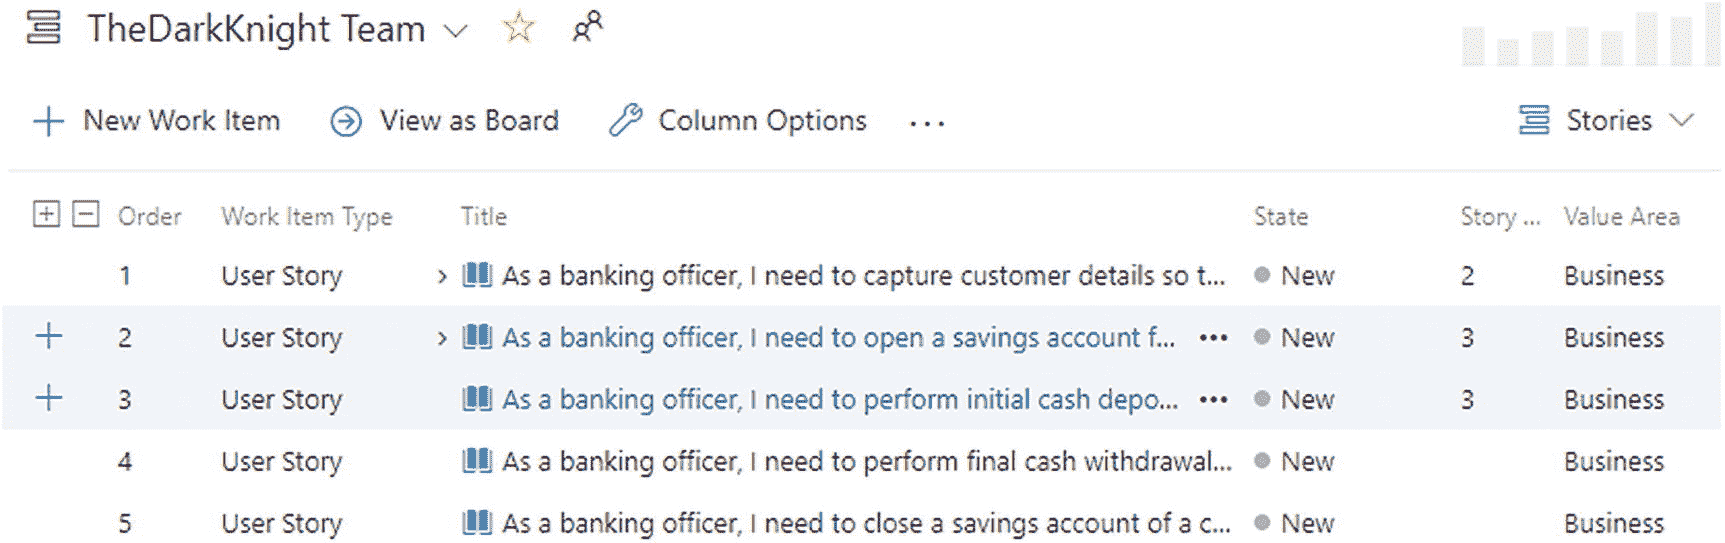 TheDarkKnight Team
New Work Item View as Board Column Options ... Stories
Order Work Item Type Title State Story ... Value Area
1 User Story As a banking officer, I need to capture customer details so t... New 2 Business
2 User Story As a banking officer, I need to open a savings account f... New 3 Business
3 User Story As a banking officer, I need to perform initial cash depo... New 3 Business
4 User Story As a banking officer, I need to perform final cash withdrawal... New Business
5 User Story As a banking officer, I need to close a savings account of a c... New Business